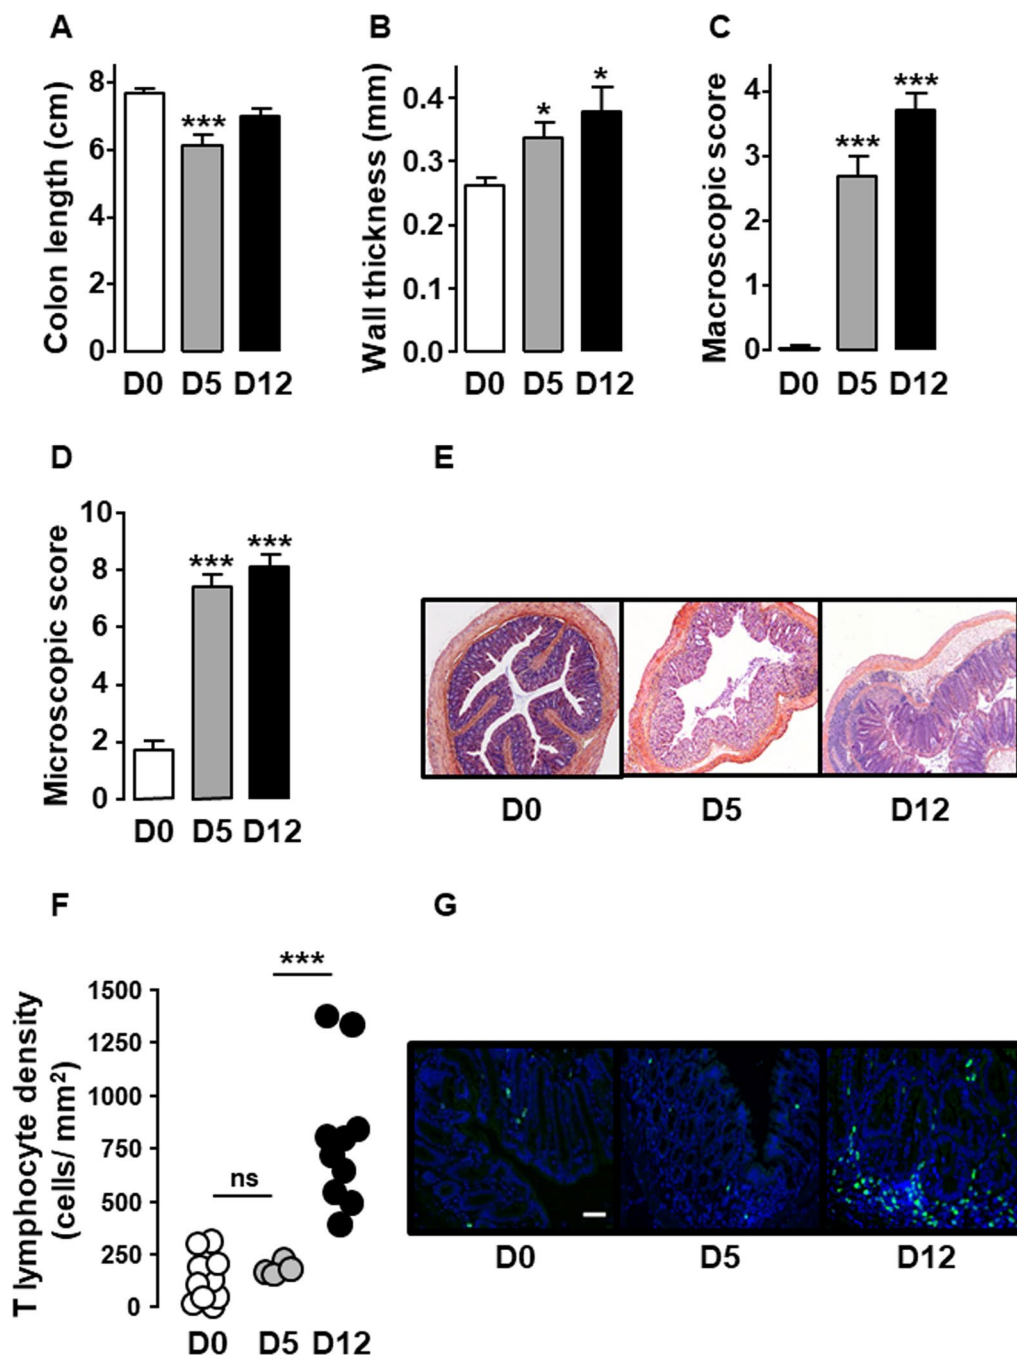 A
B
C
Colon length (cm)
8
6
4
2
0
***
D0 D5 D12
Wall thickness (mm)
0.4
0.3
0.2
0.1
0.0
*
*
D0 D5 D12
Macroscopic score
4
3
2
1
0
***
***
D0 D5 D12
D
E
Microscopic score
10
8
6
4
2
0
***
***
D0 D5 D12
D0
D5
D12
F
G
T lymphocyte density
(cells/ mm²)
1500
1250
1000
750
500
250
0
ns
***
D0 D5 D12
D0
D5
D12